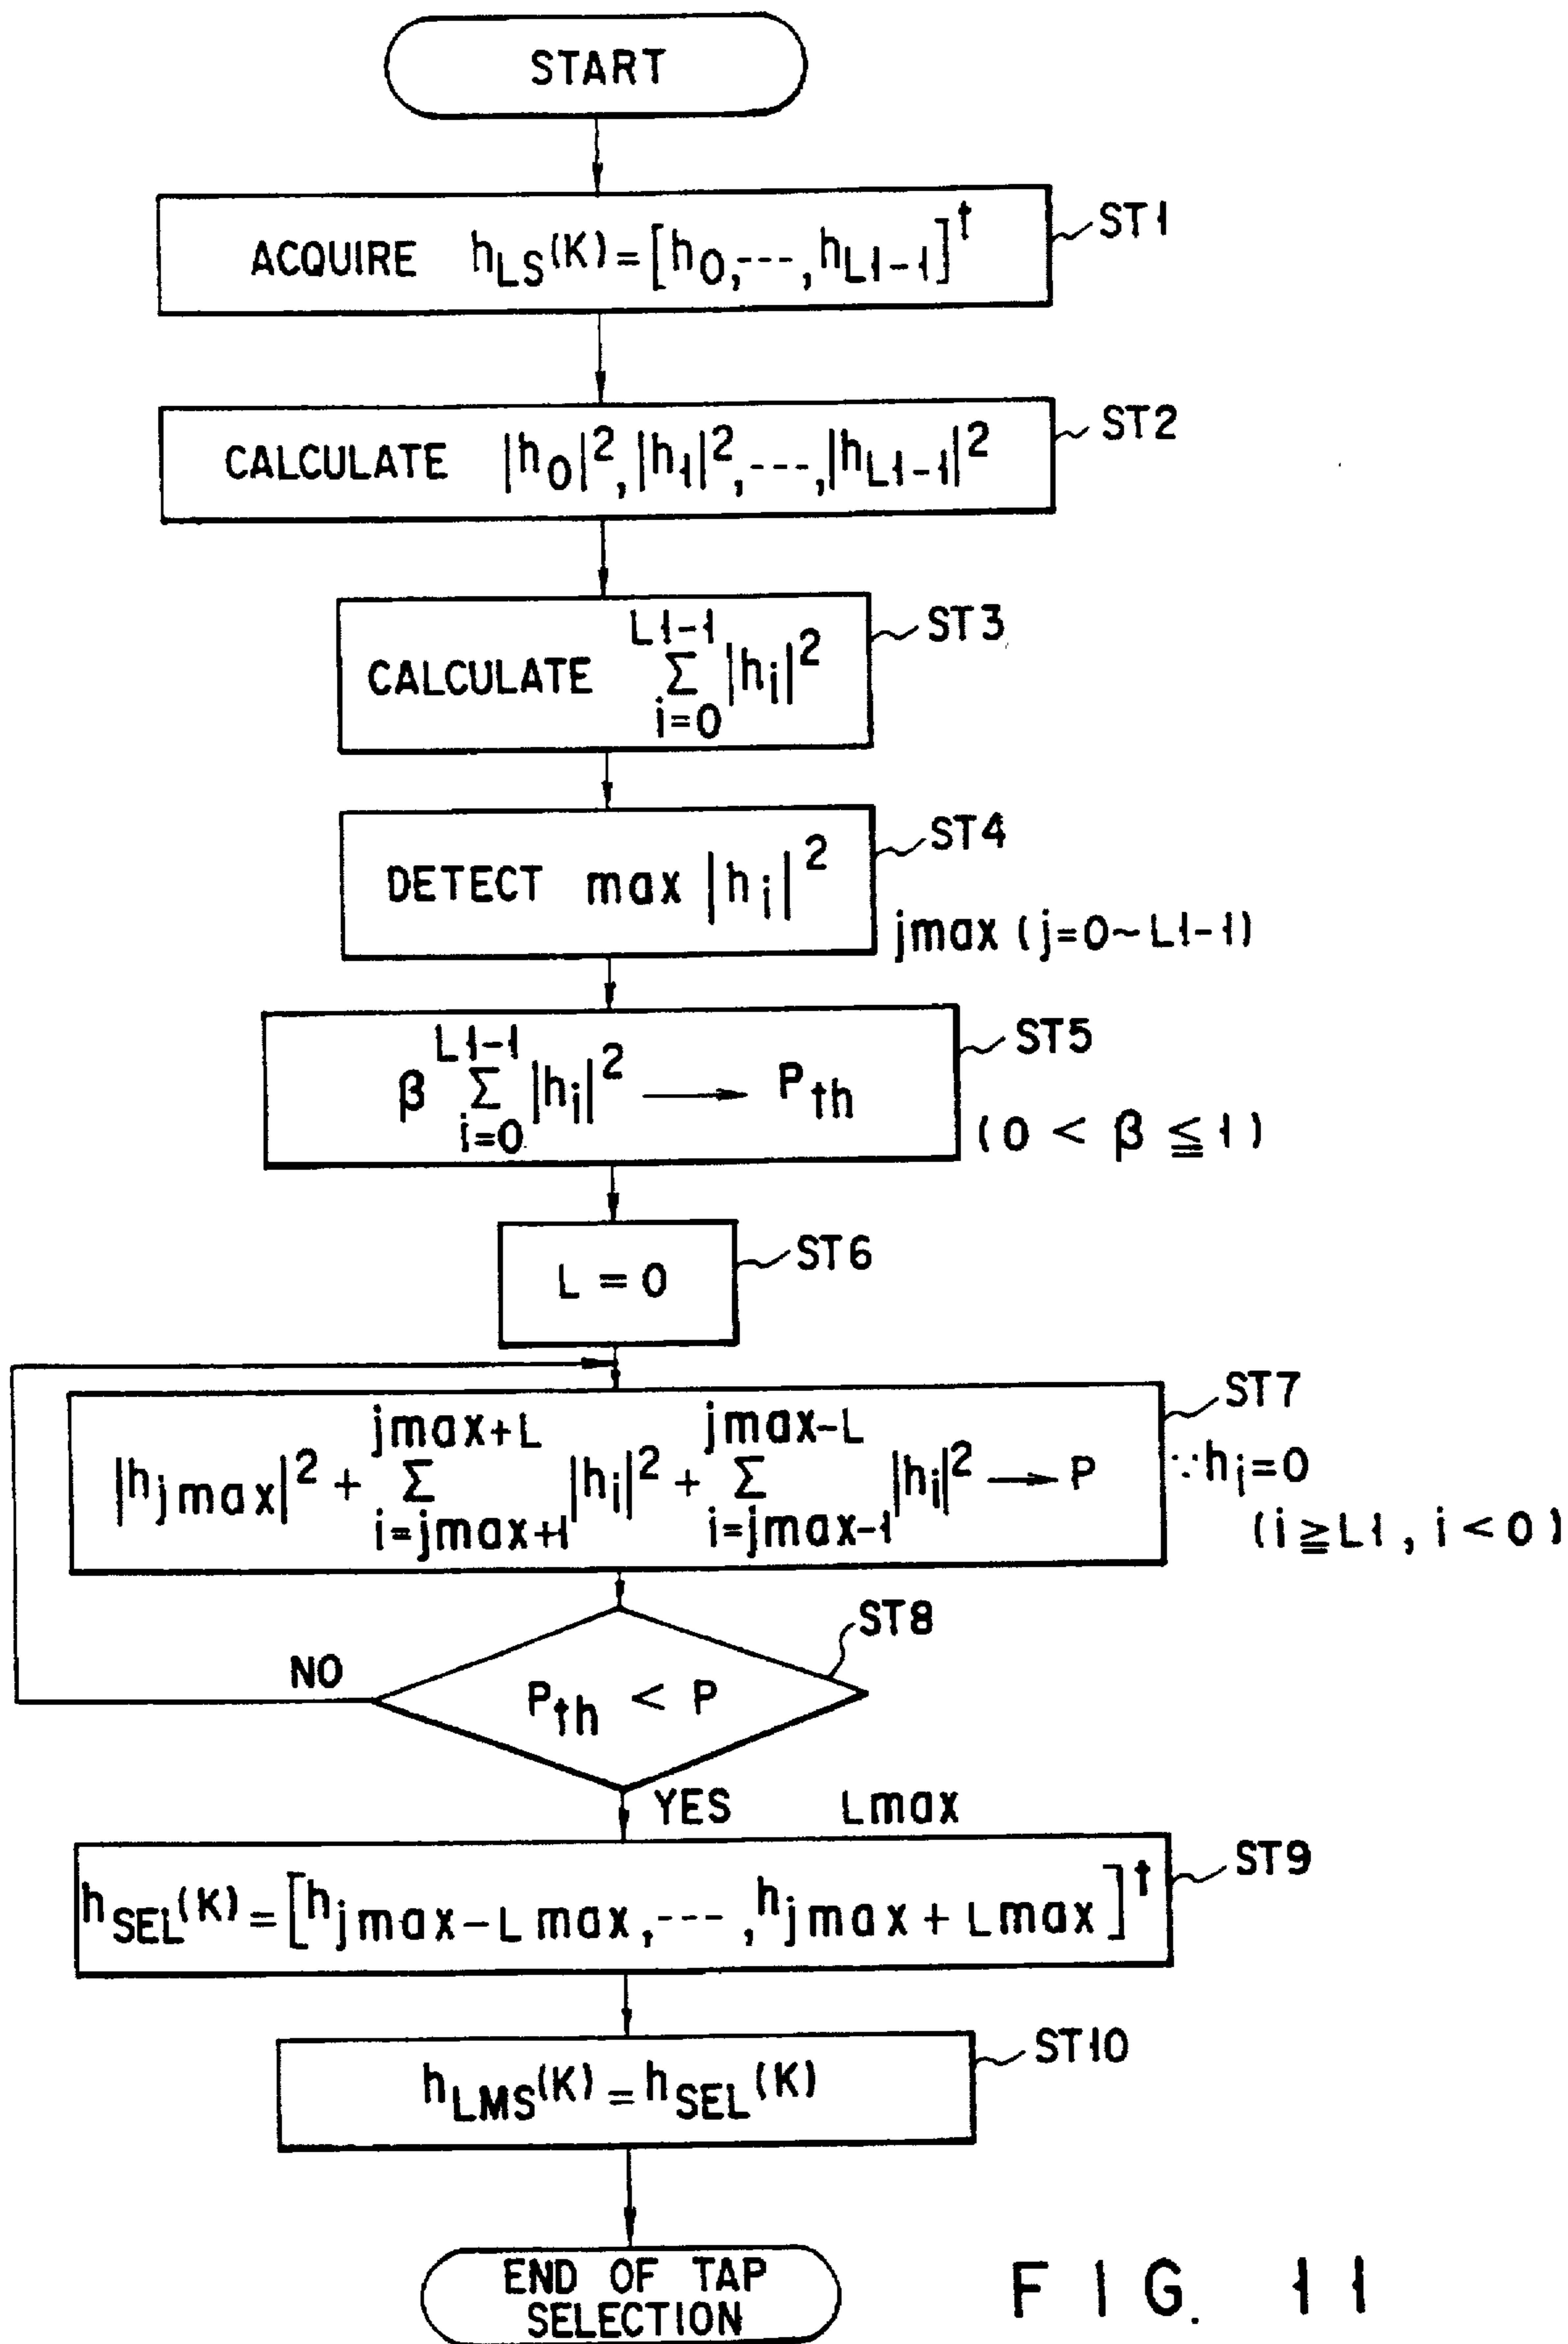 START
ACQUIRE h_LS(K)=[h_0,---,h_L1-1]^t
ST1
CALCULATE |h_0|^2,|h_1|^2,---,|h_L1-1|^2
ST2
CALCULATE L1-1 Σ i=0 |h_i|^2
ST3
DETECT max |h_i|^2
ST4
jmax (j=0~L1-1)
β L1-1 Σ i=0 |h_i|^2 → P_th
ST5
(0 < β ≦ 1)
L = 0
ST6
|h_jmax|^2 + jmax+L Σ i=jmax+1 |h_i|^2 + jmax-L Σ i=jmax-1 |h_i|^2 → P
ST7
∵h_i=0
(i≧L1, i<0)
ST8
NO
P_th < P
YES
Lmax
h_SEL(K)=[h_jmax-Lmax,---,h_jmax+Lmax]^t
ST9
h_LMS(K)=h_SEL(K)
ST10
END OF TAP
SELECTION
FIG. 11